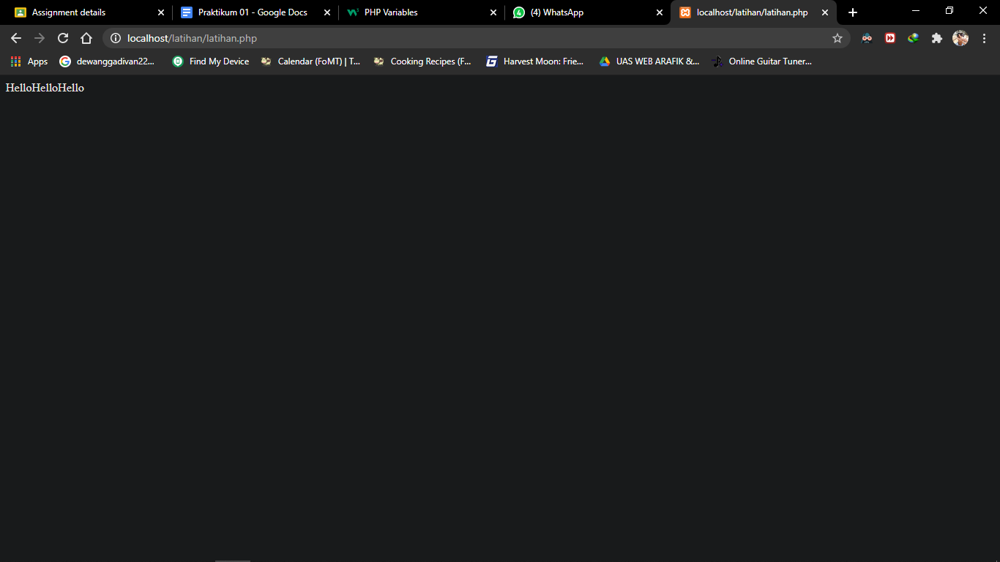 Assignment details
Praktikum 01 - Google Docs
PHP Variables
(4) WhatsApp
localhost/latihan/latihan.php
localhost/latihan/latihan.php
Apps
dewanggadivan22...
Find My Device
Calendar (FoMT) | T...
Cooking Recipes (F...
Harvest Moon: Frie...
UAS WEB ARAFIK &...
Online Guitar Tuner...
HelloHelloHello